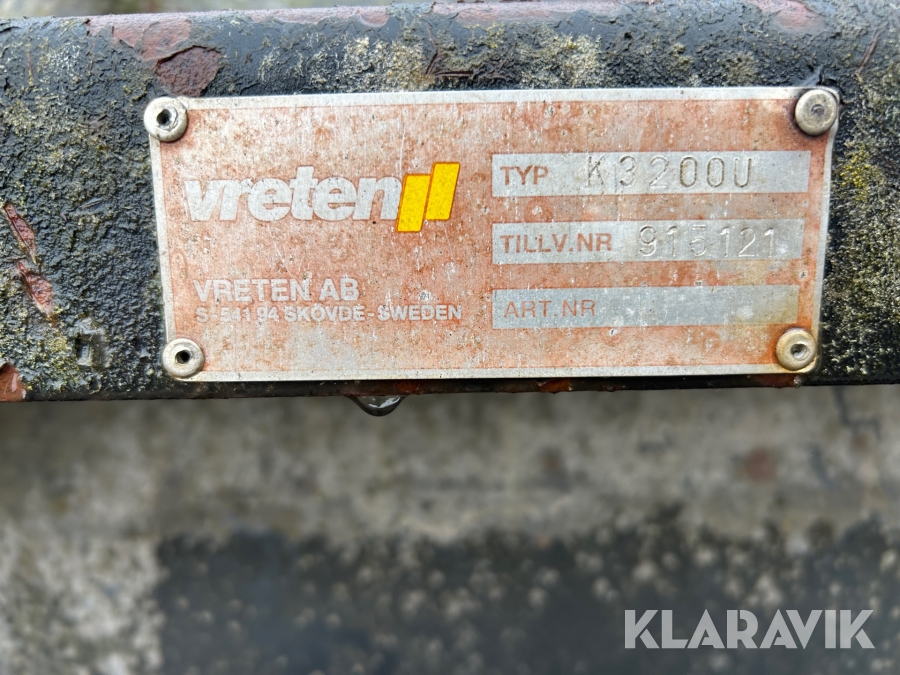 vreten
VRETEN AB
S-541 94 SKÖVDE-SWEDEN
TYP K3200U
TILLV.NR 915121
ART.NR
KLARAVIK